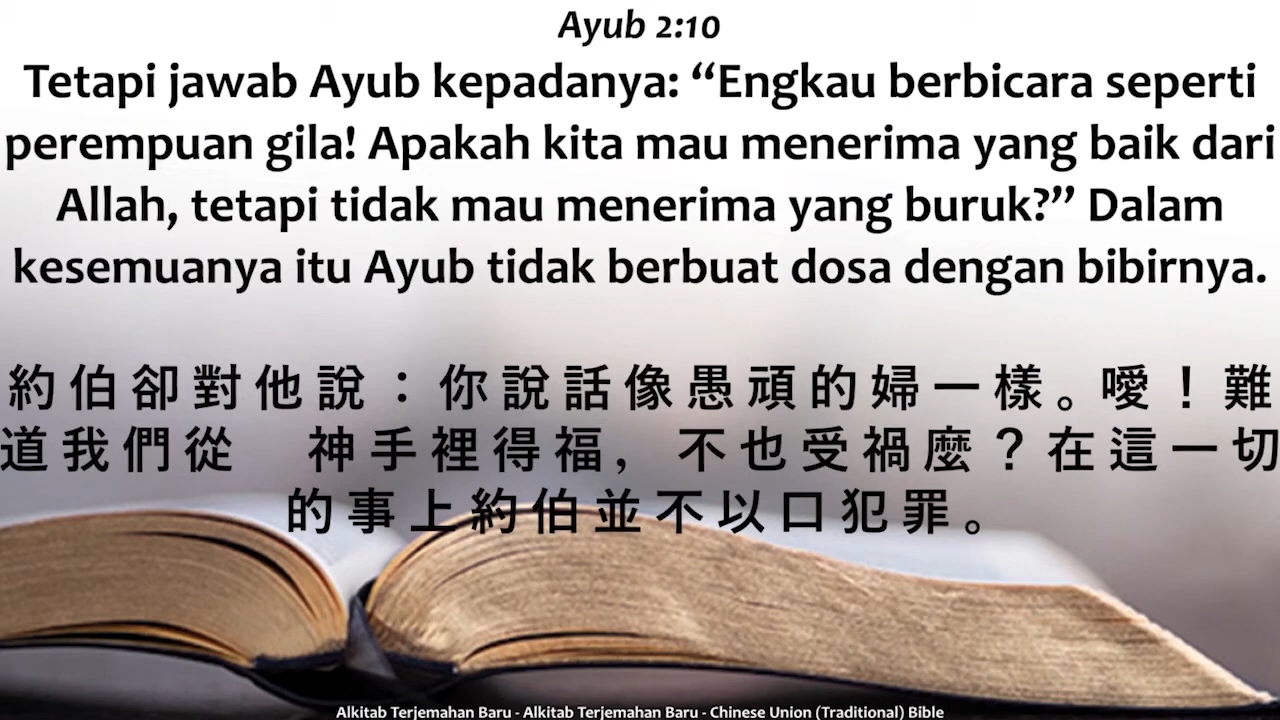 Ayub 2:10
Tetapi jawab Ayub kepadanya: “Engkau berbicara seperti
perempuan gila! Apakah kita mau menerima yang baik dari
Allah, tetapi tidak mau menerima yang buruk?” Dalam
kesemuanya itu Ayub tidak berbuat dosa dengan bibirnya.
約伯卻對他說：你說話像愚頑的婦一樣。噯！難
道我們從　神手裡得福，不也受禍麼？在這一切
的事上約伯並不以口犯罪。
Alkitab Terjemahan Baru - Alkitab Terjemahan Baru - Chinese Union (Traditional) Bible